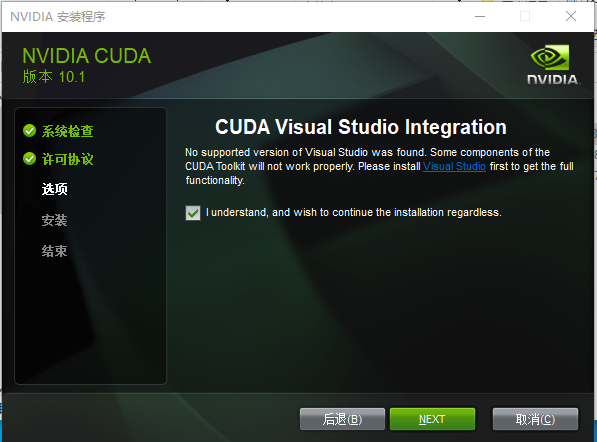 NVIDIA 安装程序
NVIDIA CUDA
版本 10.1
NVIDIA.
系统检查
许可协议
选项
安装
结束
CUDA Visual Studio Integration
No supported version of Visual Studio was found. Some components of the
CUDA Toolkit will not work properly. Please install Visual Studio first to get the full
functionality.
I understand, and wish to continue the installation regardless.
后退(B)
NEXT
取消(C)